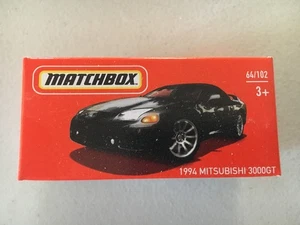 MATCHBOX
64/102
3+
1994 MITSUBISHI 3000GT